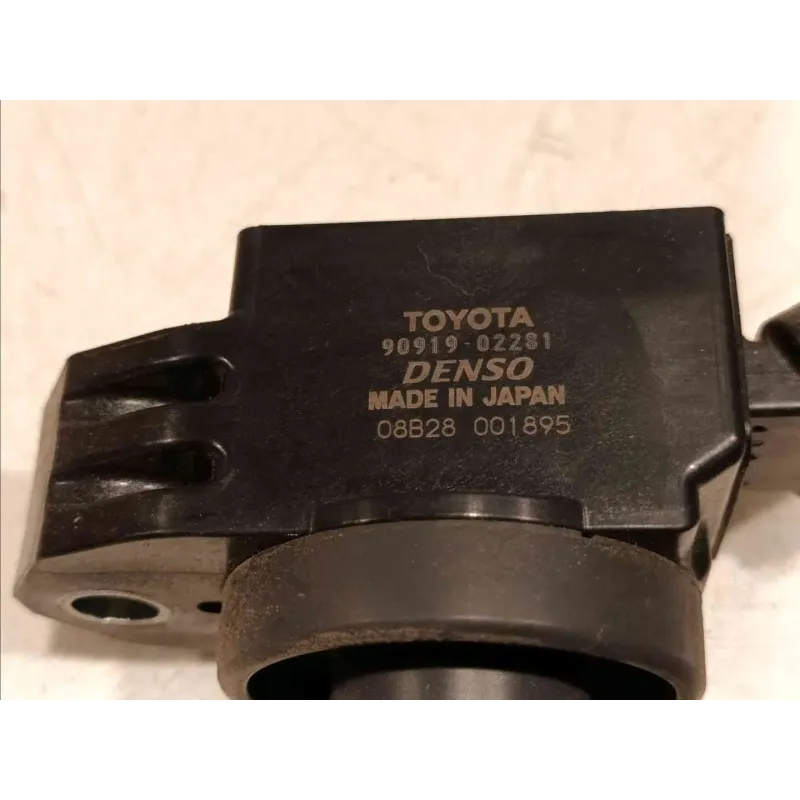 TOYOTA
90919-02281
DENSO
MADE IN JAPAN
08B28 001895